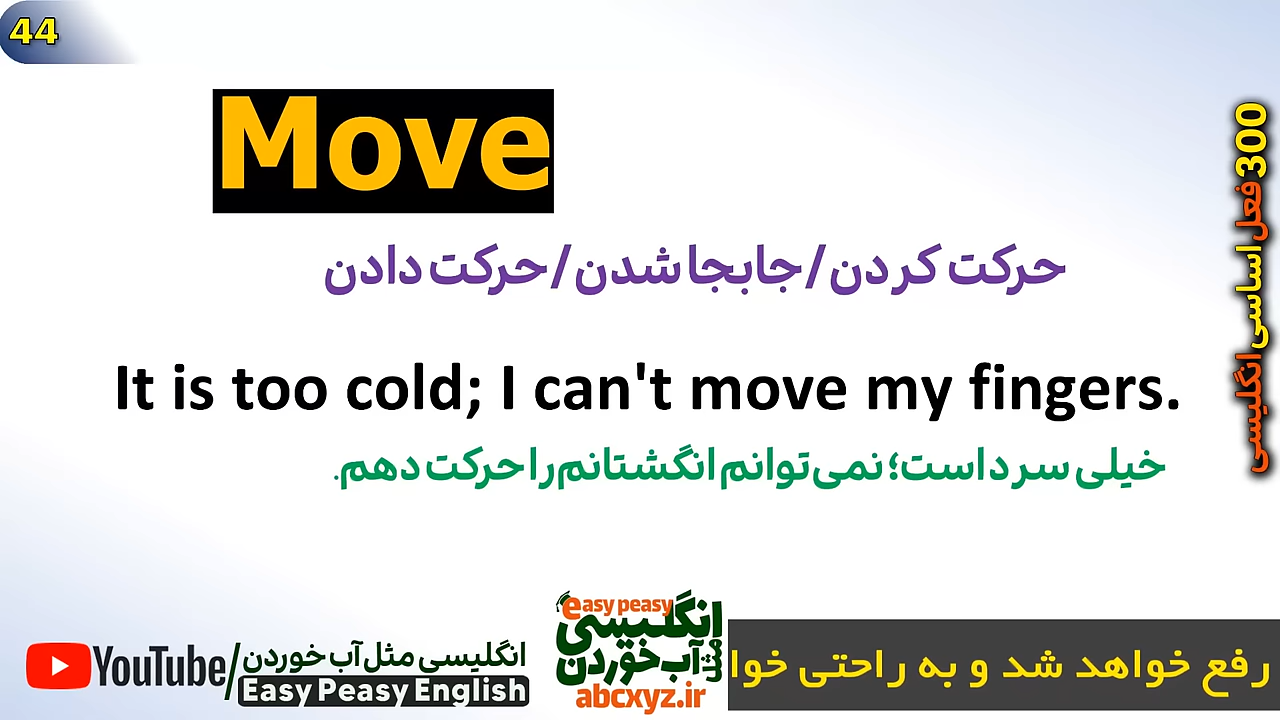 44
Move
حرکت کردن/جابجا شدن/حرکت دادن
It is too cold; I can't move my fingers.
خیلی سرد است؛ نمی‌توانم انگشتانم را حرکت دهم.
300 فعل اساسی انگلیسی
YouTube/انگلیسی مثل آب خوردن
Easy Peasy English
easy peasy
انگلیسی
مثل آب خوردن
abcxyz.ir
رفع خواهد شد و به راحتی خوا